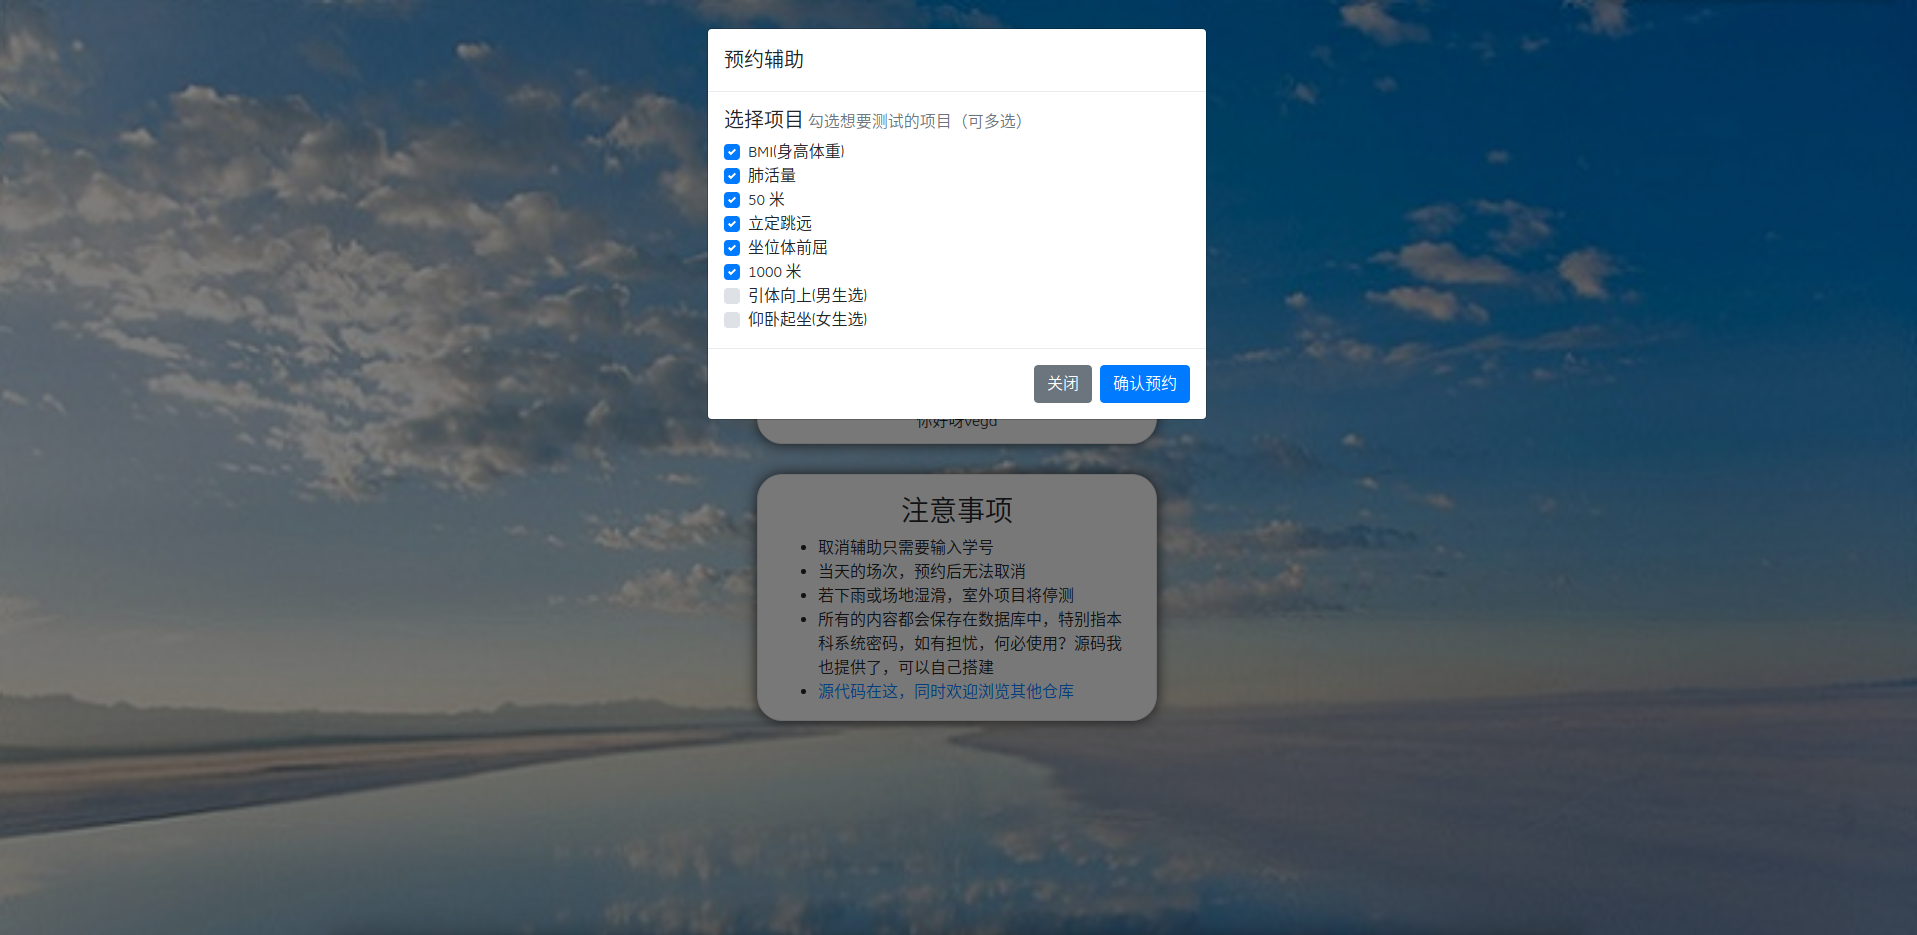 预约辅助
选择项目 勾选想要测试的项目（可多选）
BMI(身高体重)
肺活量
50 米
立定跳远
坐位体前屈
1000 米
引体向上(男生选)
仰卧起坐(女生选)
关闭 确认预约
你好呀vega
注意事项
取消辅助只需要输入学号
当天的场次，预约后无法取消
若下雨或场地湿滑，室外项目将停测
所有的内容都会保存在数据库中，特别指本
科系统密码，如有担忧，何必使用？源码我
也提供了，可以自己搭建
源代码在这，同时欢迎浏览其他仓库